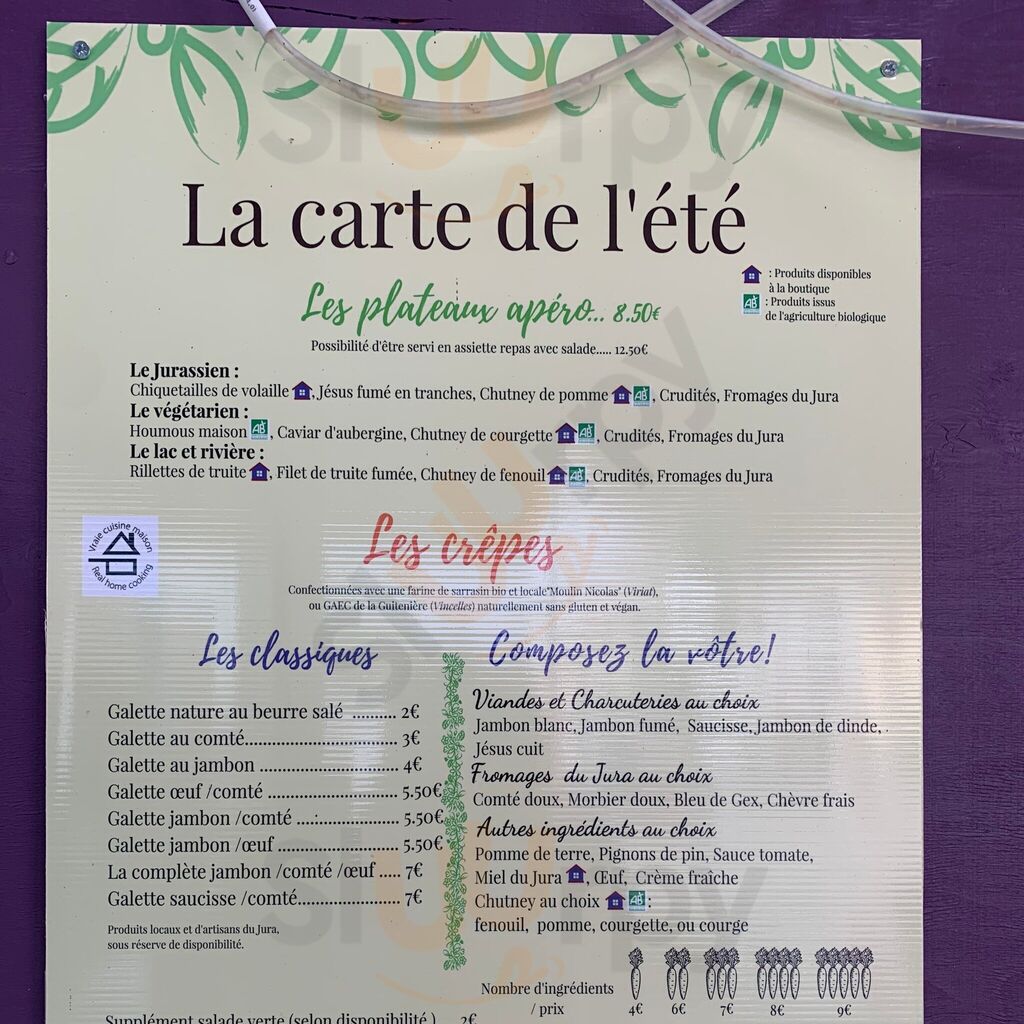 La carte de l'été
: Produits disponibles
à la boutique
: Produits issus
de l'agriculture biologique
Les plateaux apéro... 8.50€
Possibilité d'être servi en assiette repas avec salade..... 12.50€
Le Jurassien :
Chiquetailles de volaille , Jésus fumé en tranches, Chutney de pomme AB , Crudités, Fromages du Jura
Le végétarien :
Houmous maison AB , Caviar d'aubergine, Chutney de courgette AB , Crudités, Fromages du Jura
Le lac et rivière :
Rillettes de truite , Filet de truite fumée, Chutney de fenouil AB , Crudités, Fromages du Jura
Vraie cuisine maison
Real home cooking
Les crêpes
Confectionnées avec une farine de sarrasin bio et locale"Moulin Nicolas" (Viriat),
ou GAEC de la Guitenière (Vincelles) naturellement sans gluten et végan.
Les classiques
Galette nature au beurre salé .......... 2€
Galette au comté.................................. 3€
Galette au jambon .............................. 4€
Galette œuf /comté ............................. 5.50€
Galette jambon /comté ....:.................. 5.50€
Galette jambon /œuf ........................... 5.50€
La complète jambon /comté /œuf ..... 7€
Galette saucisse /comté....................... 7€
Produits locaux et d'artisans du Jura,
sous réserve de disponibilité.
Supplément salade verte (selon disponibilité ) 2€
Composez la vôtre!
Viandes et Charcuteries au choix
Jambon blanc, Jambon fumé, Saucisse, Jambon de dinde, .
Jésus cuit
Fromages du Jura au choix
Comté doux, Morbier doux, Bleu de Gex, Chèvre frais
Autres ingrédients au choix
Pomme de terre, Pignons de pin, Sauce tomate,
Miel du Jura , Œuf, Crème fraîche
Chutney au choix AB :
fenouil, pomme, courgette, ou courge
Nombre d'ingrédients
/ prix 4€ 6€ 7€ 8€ 9€
Sluurpy
Sluurpy
Sluurpy